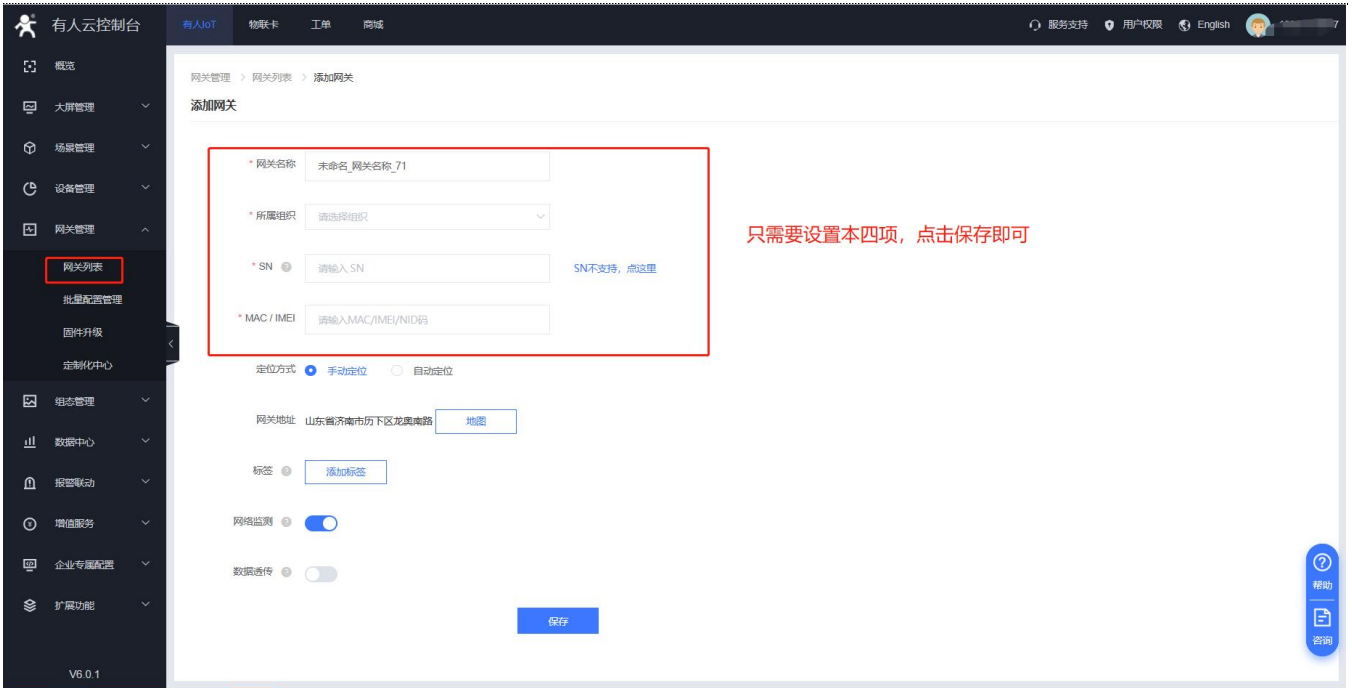 有人云控制台
有人IoT 物联卡 工单 商城 服务支持 用户权限 English 7
概览
大屏管理
场景管理
设备管理
网关管理
网关列表
批量配置管理
固件升级
定制化中心
组态管理
数据中心
报警联动
增值服务
企业专属配置
扩展功能
V6.0.1
网关管理 > 网关列表 > 添加网关
添加网关
* 网关名称 未命名_网关名称_71
* 所属组织 请选择组织
* SN 请输入 SN SN不支持，点这里
* MAC / IMEI 请输入MAC/IMEI/NID码
只需要设置本四项，点击保存即可
定位方式 手动定位 自动定位
网关地址 山东省济南市历下区龙奥南路 地图
标签 添加标签
网络监测
数据透传
保存
帮助
咨询